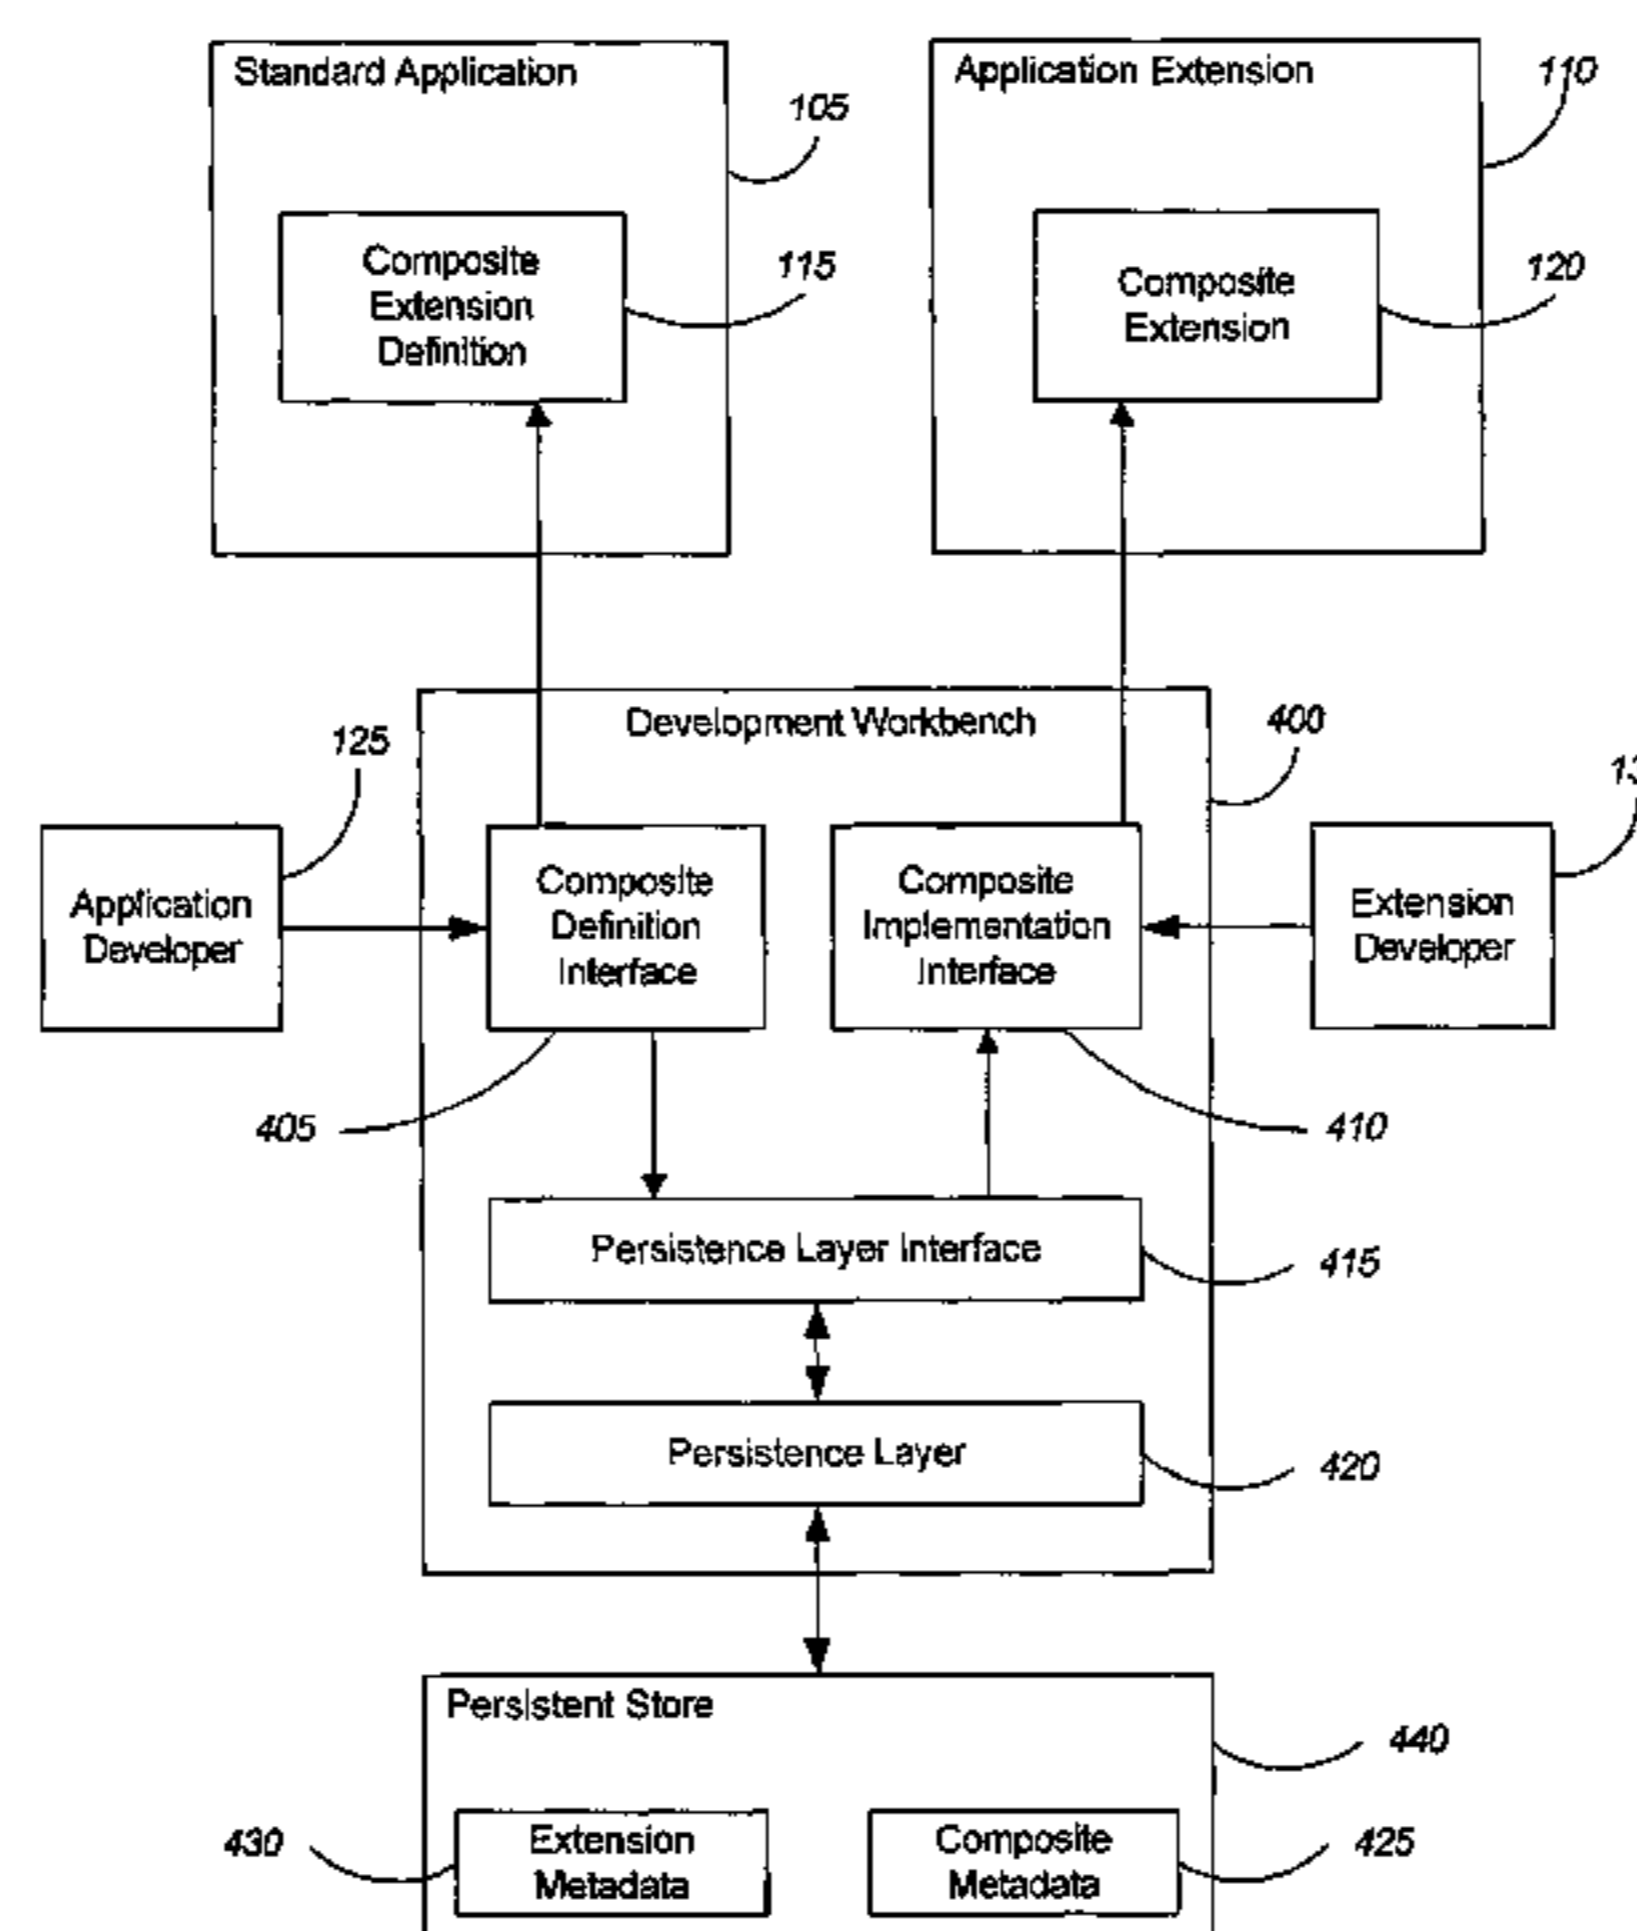 Standard Application
Application Extension
110
105
Composite
Extension
Definition
115
Composite
Extension
120
Development Workbench
400
125
Application
Developer
Composite
Definition
Interface
Composite
Implementation
Interface
Extension
Developer
405
410
Persistence Layer Interface
415
Persistence Layer
420
Persistent Store
440
430
Extension
Metadata
Composite
Metadata
425